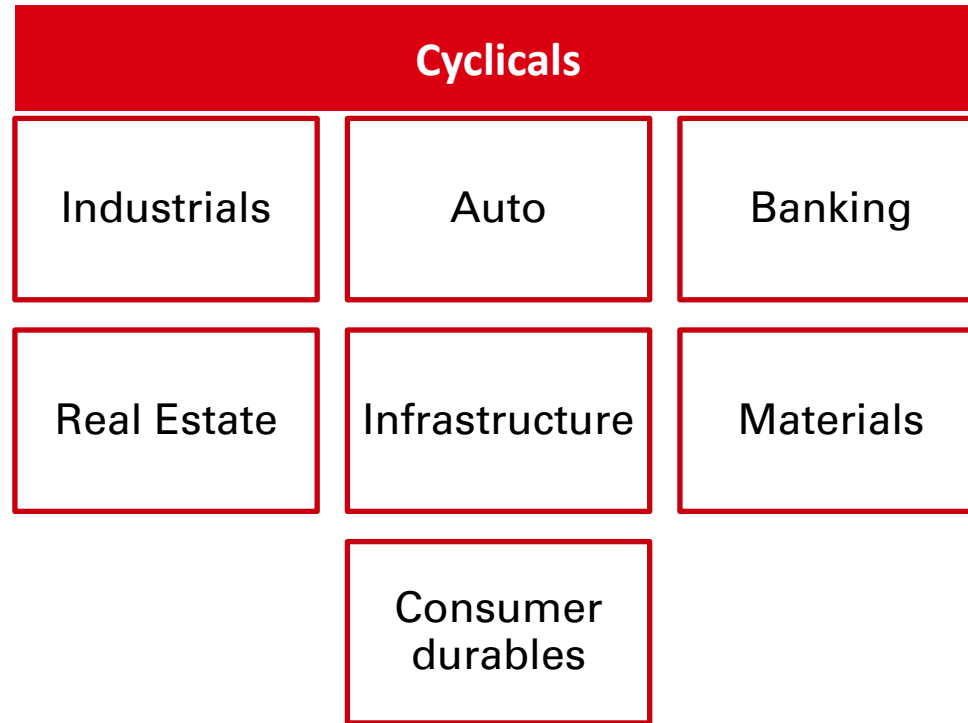 Cyclicals
Industrials
Auto
Banking
Real Estate
Infrastructure
Materials
Consumer
durables